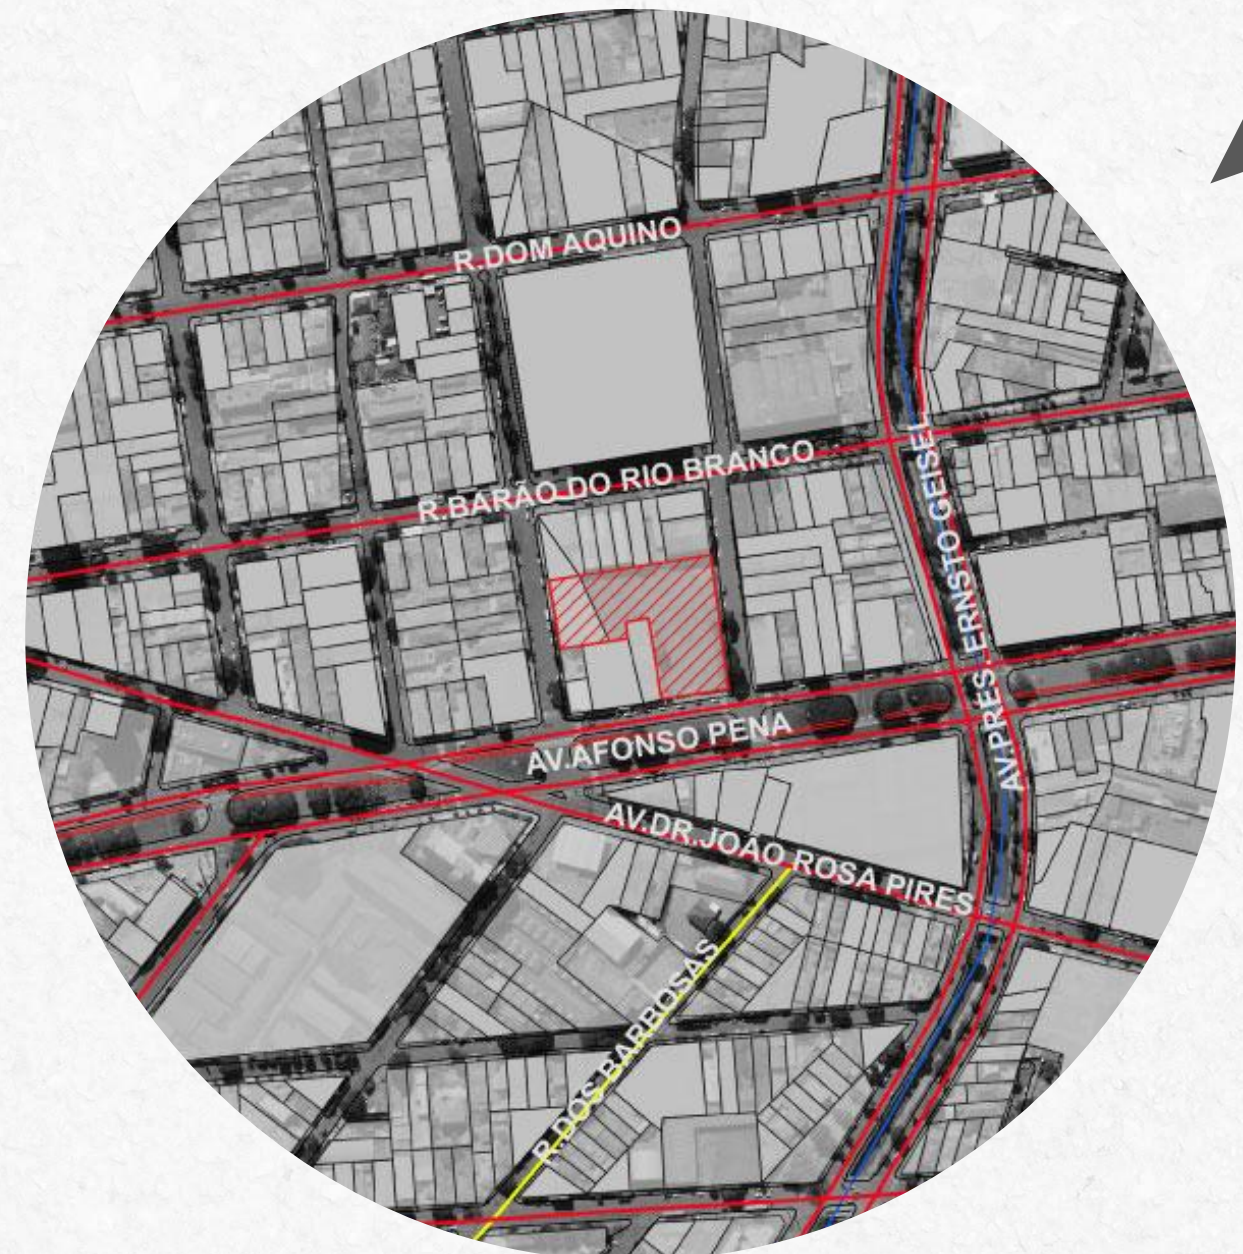 R.DOM AQUINO
R.BARÃO DO RIO BRANCO
AV.PRES.ERNSTO GEISEL
AV.AFONSO PENA
AV.DR.JOÃO ROSA PIRES
R.DOS BARBOSAS